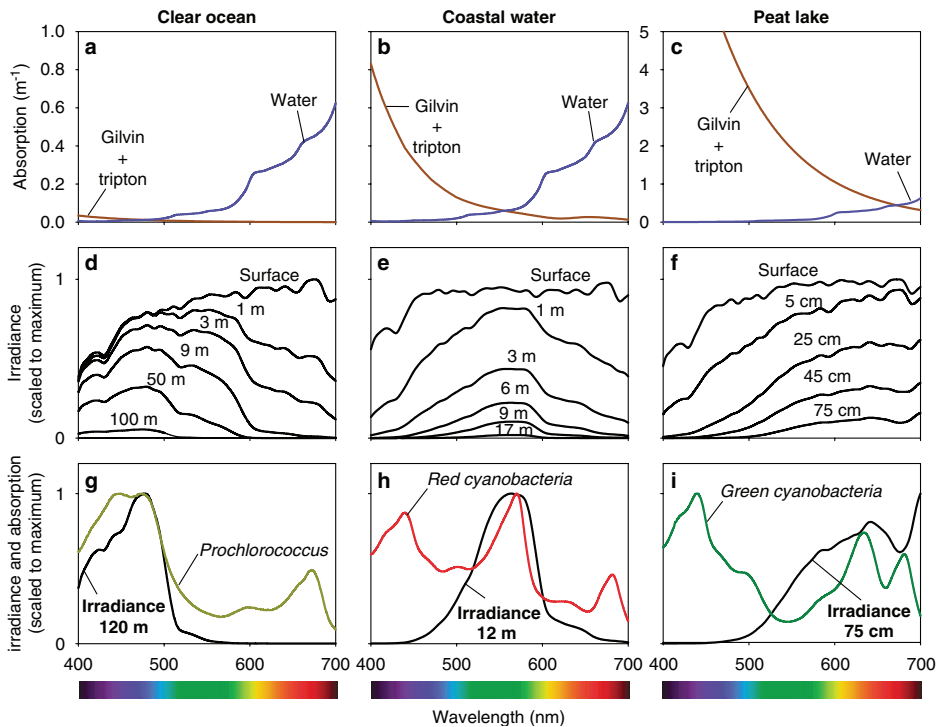 Clear ocean
Coastal water
Peat lake
Absorption (m-1)
1.0
0.8
0.6
0.4
0.2
0.0
a
Water
Gilvin
+
tripton
b
Gilvin
+
tripton
Water
5
4
3
2
1
0
c
Gilvin
+
tripton
Water
Irradiance
(scaled to maximum)
1
0
d
Surface
1 m
3 m
9 m
50 m
100 m
e
Surface
1 m
3 m
6 m
9 m
17 m
f
Surface
5 cm
25 cm
45 cm
75 cm
irradiance and absorption
(scaled to maximum)
1
0
g
Prochlorococcus
Irradiance
120 m
h
Red cyanobacteria
Irradiance
12 m
i
Green cyanobacteria
Irradiance
75 cm
400 500 600 700
400 500 600 700
400 500 600 700
Wavelength (nm)